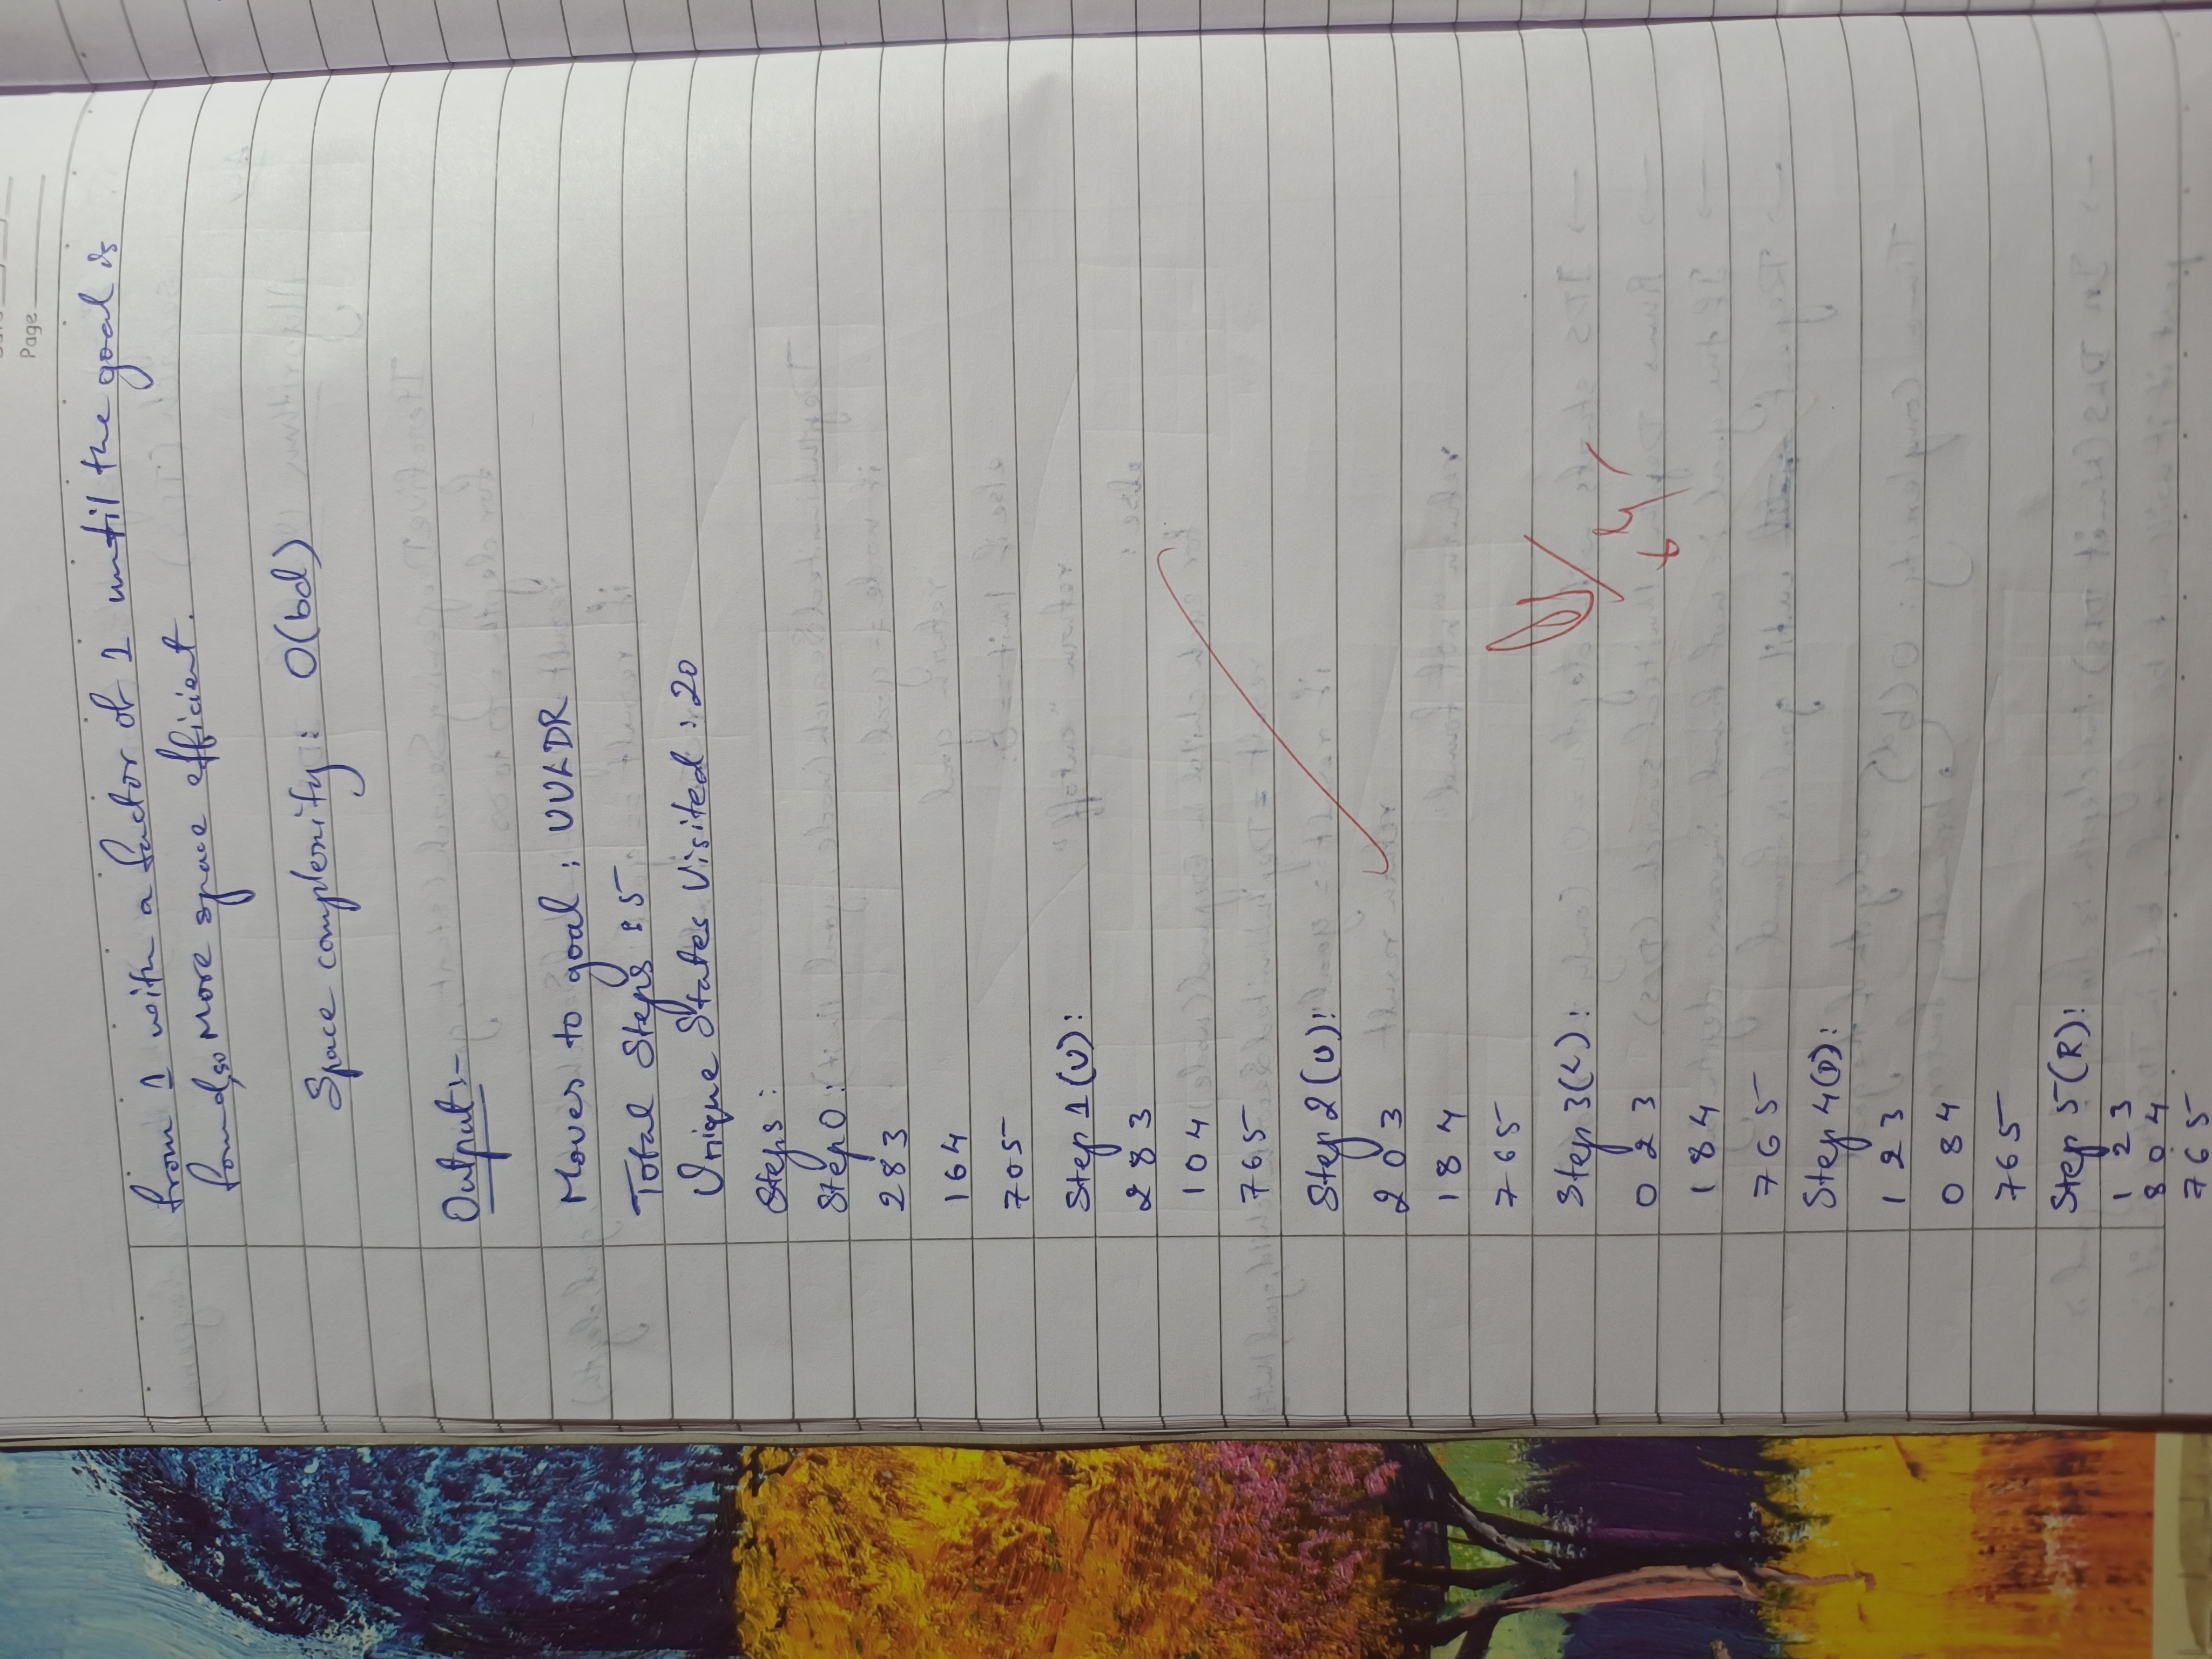 Page
from 1 with a factor of 1 until the goal is
found,so More space efficient.
Space complexity : O(bd)
Output :-
Moves to goal : UULDR
Total Steps : 5
Unique States Visited : 20
Steps :
Step 0 :
2 8 3
1 6 4
7 0 5
Step 1 (U) :
2 8 3
1 0 4
7 6 5
Step 2 (U) :
2 0 3
1 8 4
7 6 5
Step 3 (L) :
0 2 3
1 8 4
7 6 5
Step 4 (D) :
1 2 3
0 8 4
7 6 5
Step 5 (R) :
1 2 3
8 0 4
7 6 5